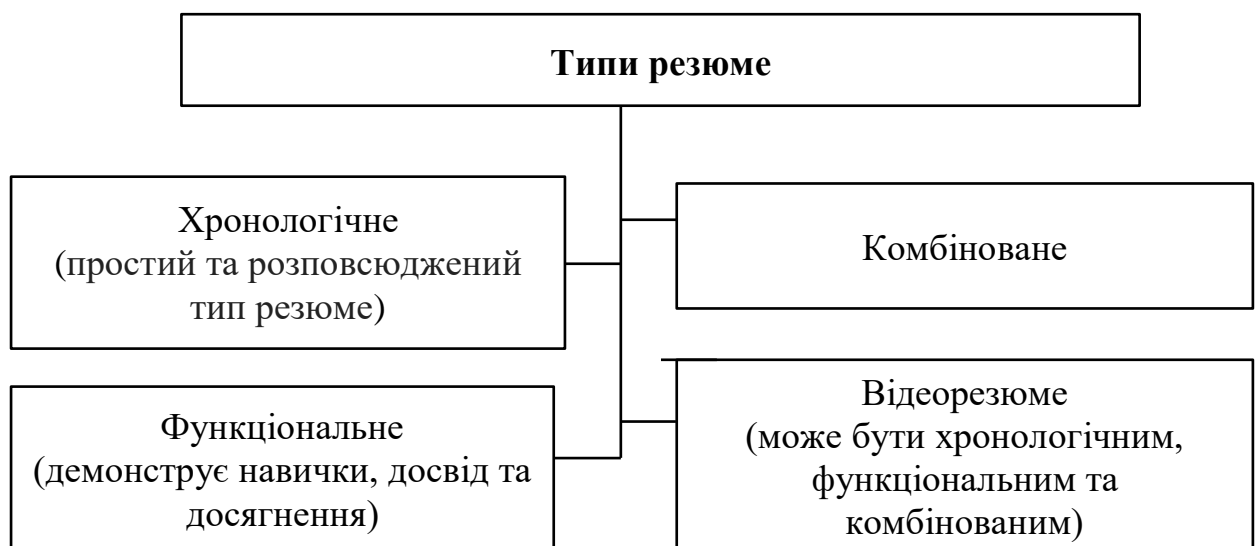 Типи резюме
Хронологічне
(простий та розповсюджений
тип резюме)
Комбіноване
Функціональне
(демонструє навички, досвід та
досягнення)
Відеорезюме
(може бути хронологічним,
функціональним та
комбінованим)